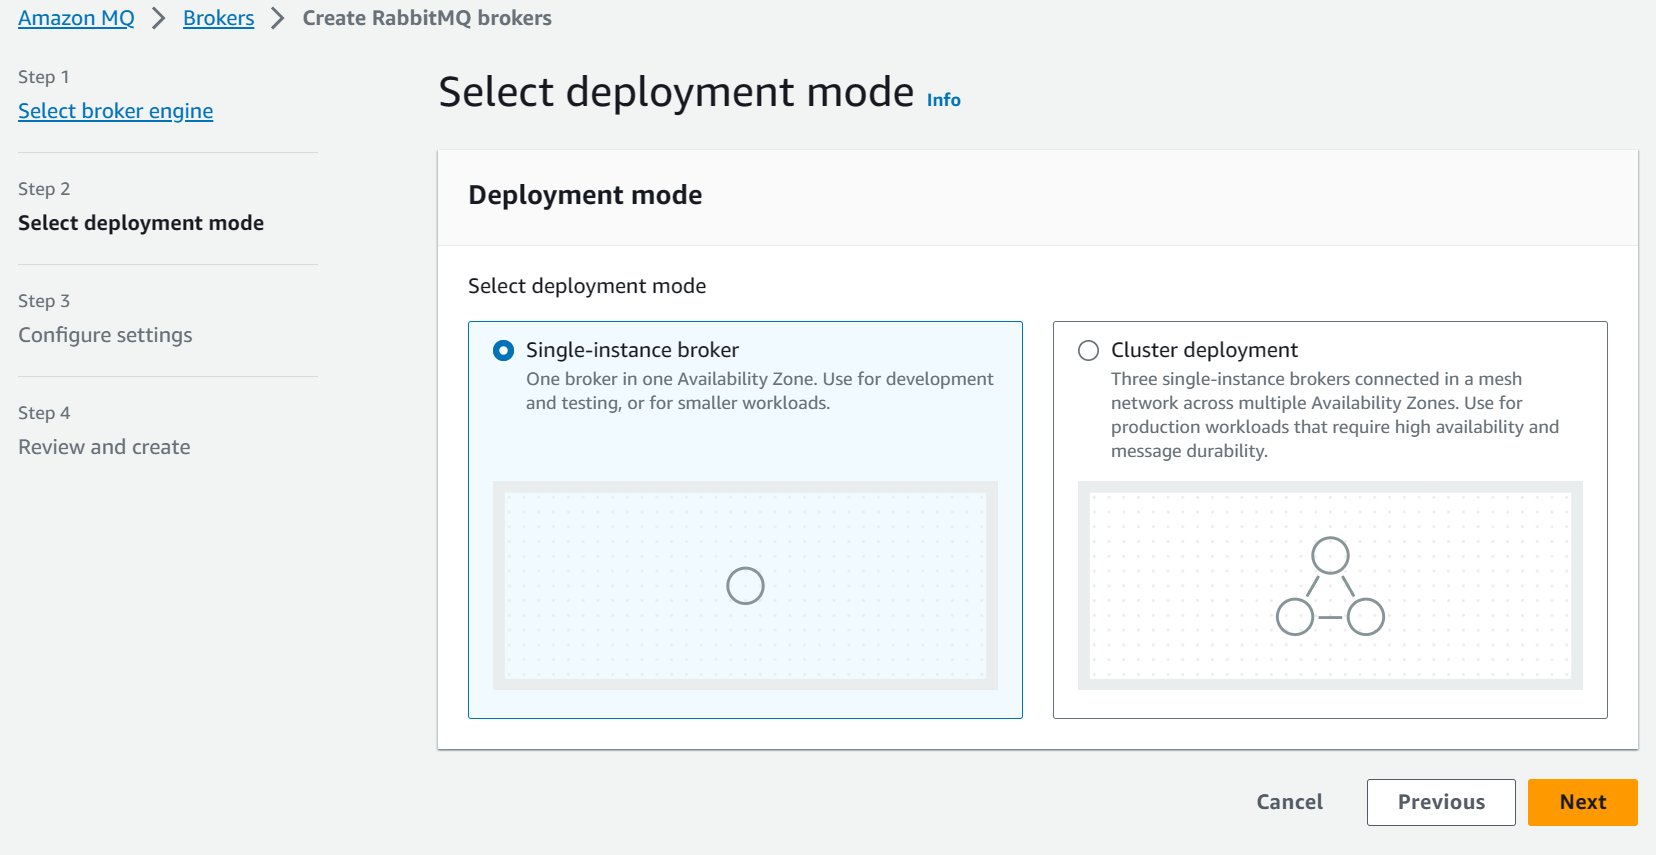 Amazon MQ > Brokers > Create RabbitMQ brokers
Step 1
Select broker engine
Step 2
Select deployment mode
Step 3
Configure settings
Step 4
Review and create
Select deployment mode Info
Deployment mode
Select deployment mode
Single-instance broker
One broker in one Availability Zone. Use for development
and testing, or for smaller workloads.
Cluster deployment
Three single-instance brokers connected in a mesh
network across multiple Availability Zones. Use for
production workloads that require high availability and
message durability.
Cancel Previous Next